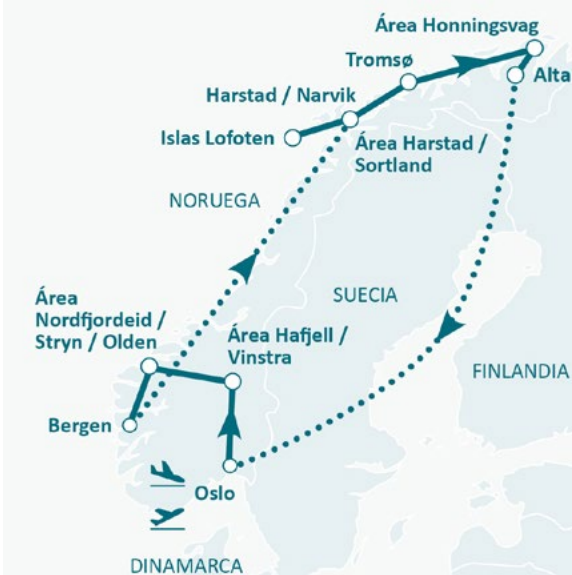 Área Honningsvag
Tromsø
Alta
Harstad / Narvik
Islas Lofoten
Área Harstad /
Sortland
NORUEGA
SUECIA
Área
Nordfjordeid /
Stryn / Olden
Área Hafjell /
Vinstra
FINLANDIA
Bergen
Oslo
DINAMARCA